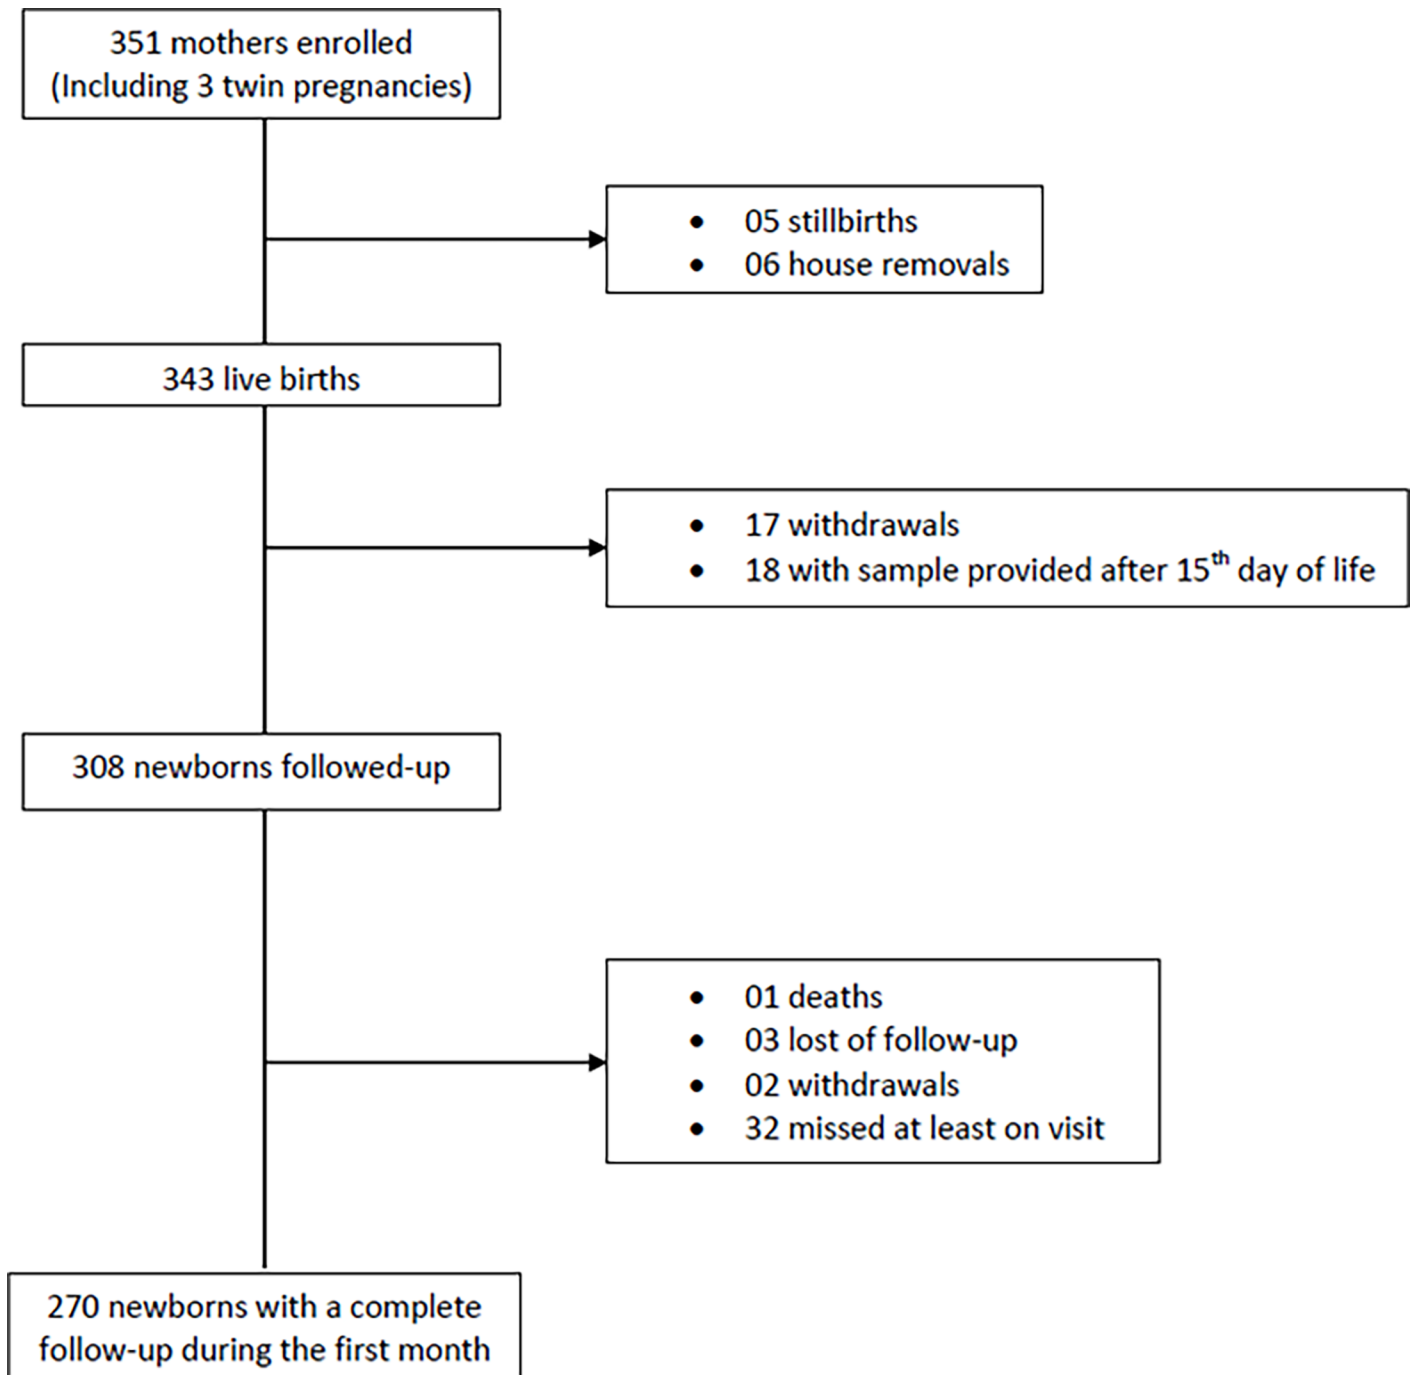 351 mothers enrolled
(Including 3 twin pregnancies)
• 05 stillbirths
• 06 house removals
343 live births
• 17 withdrawals
• 18 with sample provided after 15th day of life
308 newborns followed-up
• 01 deaths
• 03 lost of follow-up
• 02 withdrawals
• 32 missed at least on visit
270 newborns with a complete
follow-up during the first month